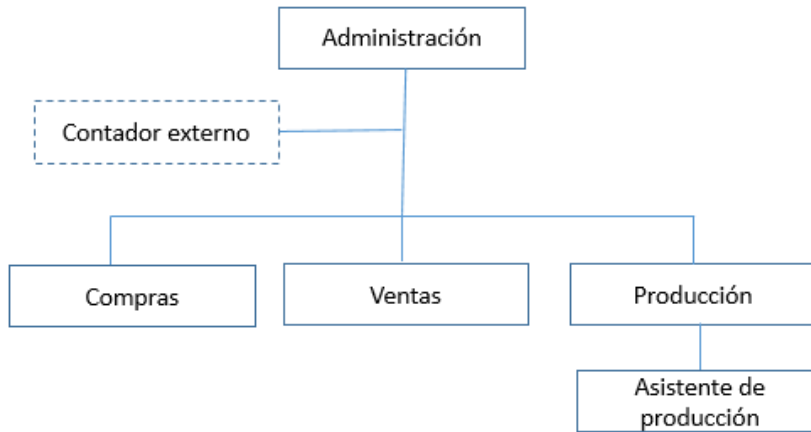 Administración
Contador externo
Compras
Ventas
Producción
Asistente de
producción